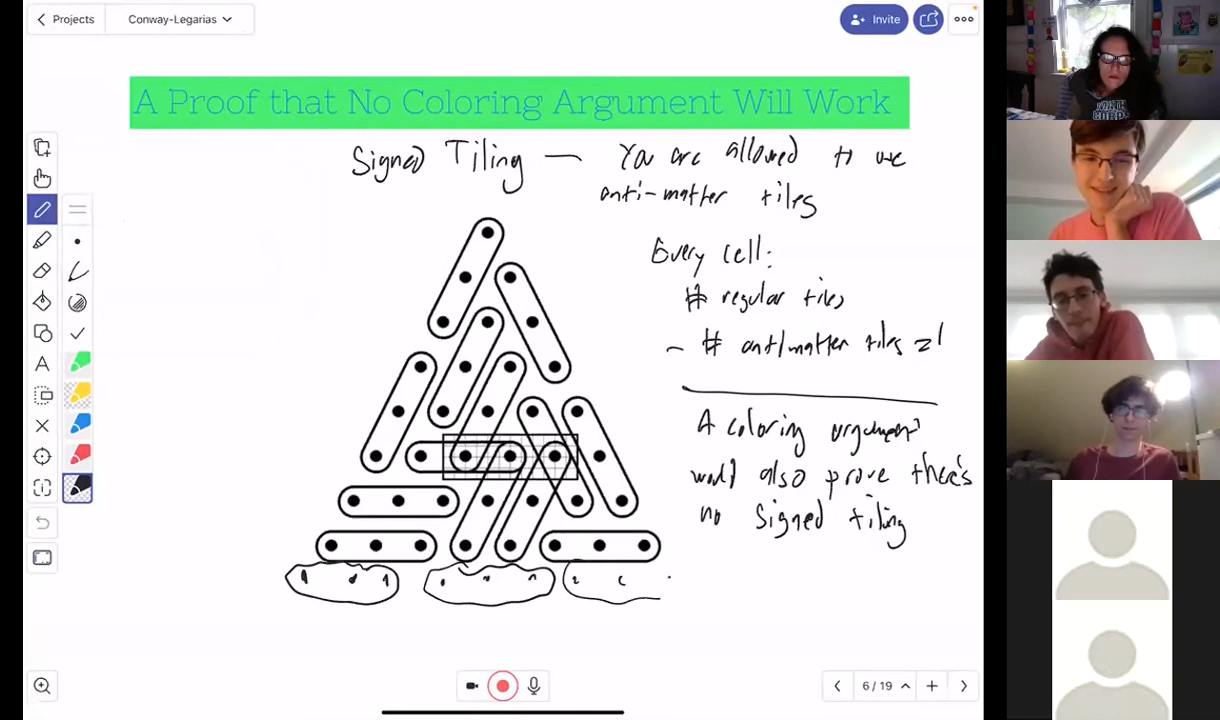 Projects
Conway-Legarias
Invite
A Proof that No Coloring Argument Will Work
Signed Tiling — You are allowed to use
anti-matter tiles
Every cell:
# regular tiles
- # antimatter tiles =1
A coloring argument
would also prove there's
no signed tiling
6 / 19